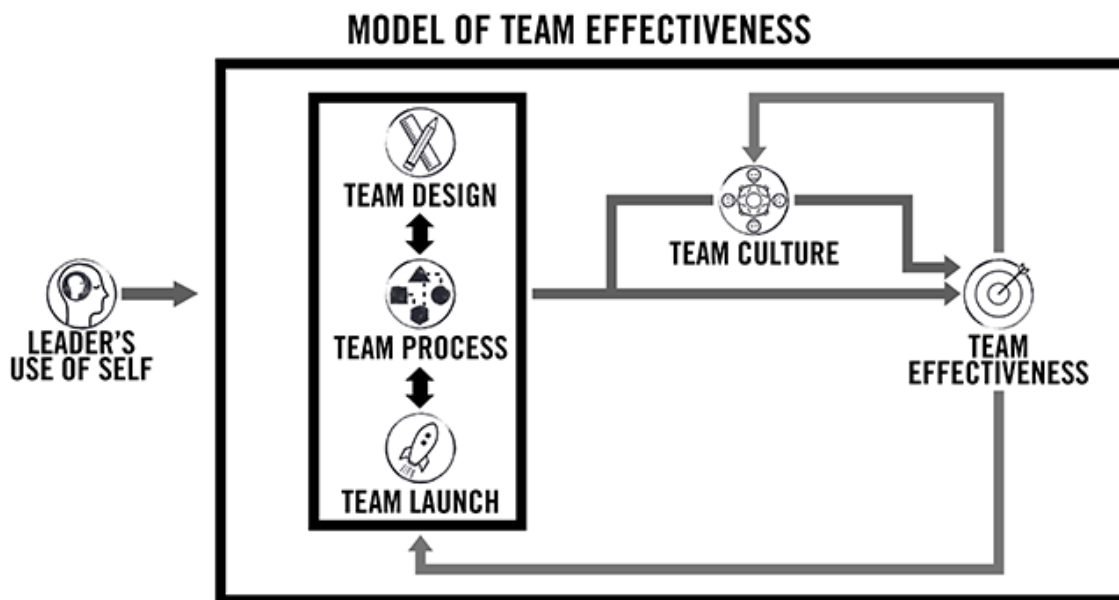 MODEL OF TEAM EFFECTIVENESS
TEAM DESIGN
TEAM PROCESS
TEAM LAUNCH
LEADER'S
USE OF SELF
TEAM CULTURE
TEAM
EFFECTIVENESS